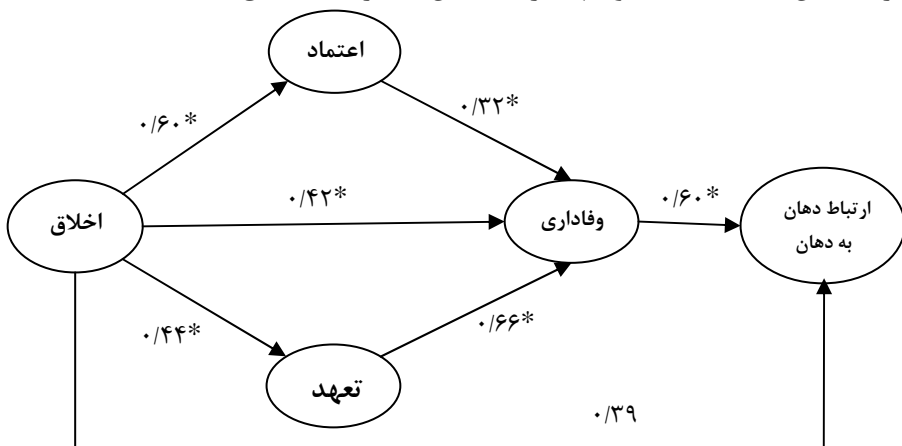 اعتماد
۰/۶۰*
۰/۳۲*
۰/۴۲*
۰/۶۰*
اخلاق
وفاداری
ارتباط دهان
به دهان
۰/۴۴*
۰/۶۶*
تعهد
۰/۳۹